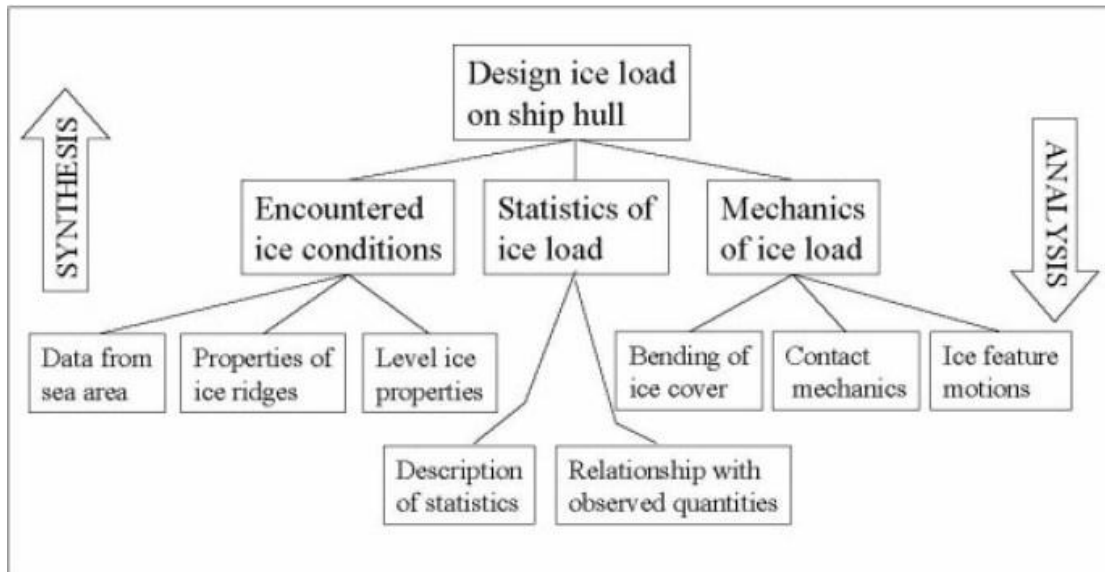 Design ice load
on ship hull
SYNTHESIS
ANALYSIS
Encountered
ice conditions
Statistics of
ice load
Mechanics
of ice load
Data from
sea area
Properties of
ice ridges
Level ice
properties
Bending of
ice cover
Contact
mechanics
Ice feature
motions
Description
of statistics
Relationship with
observed quantities